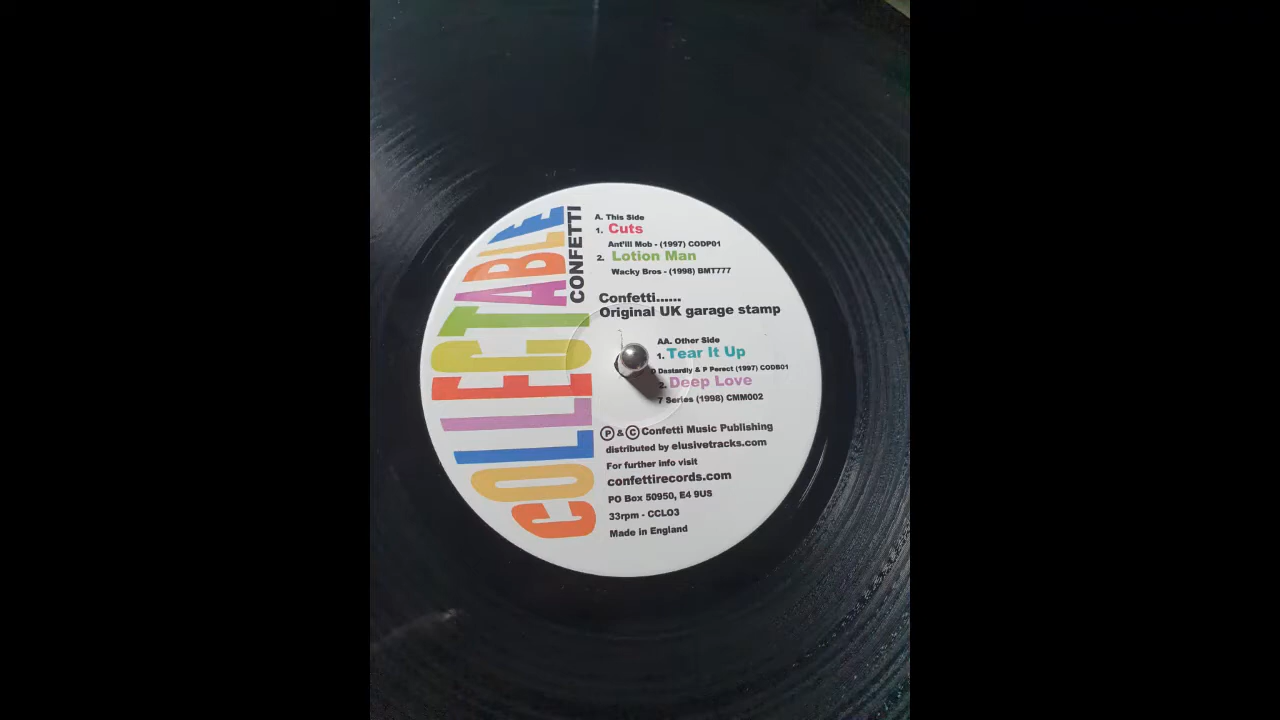 COLLECTABLE
CONFETTI
A. This Side
1. Cuts
Ant'ill Mob - (1997) CODP01
2. Lotion Man
Wacky Bros - (1998) BMT777
Confetti......
Original UK garage stamp
AA. Other Side
1. Tear It Up
D Dastardly & P Perect (1997) CODB01
2. Deep Love
7 Series (1998) CMM002
Ⓟ & © Confetti Music Publishing
distributed by elusivetracks.com
For further info visit
confettirecords.com
PO Box 50950, E4 9US
33rpm - CCLO3
Made in England